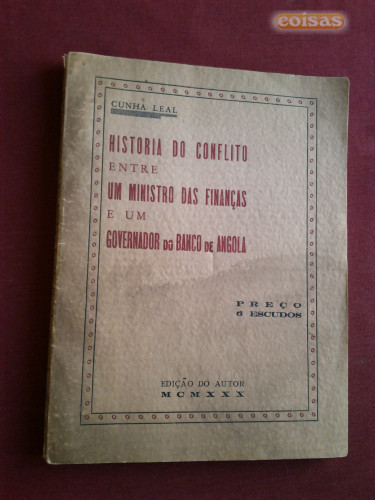 coisas
CUNHA LEAL
HISTORIA DO CONFLITO
ENTRE
UM MINISTRO DAS FINANÇAS
E UM
GOVERNADOR DO BANCO DE ANGOLA
PREÇO
6 ESCUDOS
EDIÇÃO DO AUTOR
MCMXXX